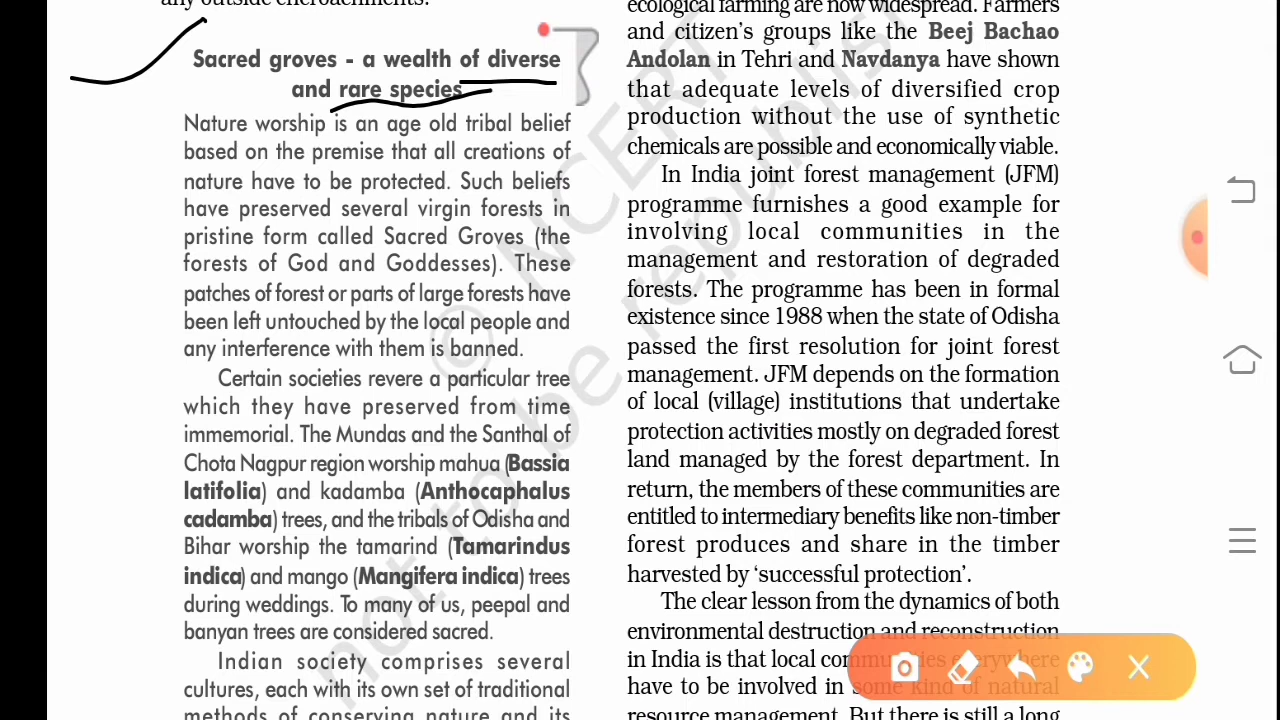 any outside encroachments.
Sacred groves - a wealth of diverse
and rare species
Nature worship is an age old tribal belief
based on the premise that all creations of
nature have to be protected. Such beliefs
have preserved several virgin forests in
pristine form called Sacred Groves (the
forests of God and Goddesses). These
patches of forest or parts of large forests have
been left untouched by the local people and
any interference with them is banned.
Certain societies revere a particular tree
which they have preserved from time
immemorial. The Mundas and the Santhal of
Chota Nagpur region worship mahua (Bassia
latifolia) and kadamba (Anthocaphalus
cadamba) trees, and the tribals of Odisha and
Bihar worship the tamarind (Tamarindus
indica) and mango (Mangifera indica) trees
during weddings. To many of us, peepal and
banyan trees are considered sacred.
Indian society comprises several
cultures, each with its own set of traditional
methods of conserving nature and its
ecological farming are now widespread. Farmers
and citizen's groups like the Beej Bachao
Andolan in Tehri and Navdanya have shown
that adequate levels of diversified crop
production without the use of synthetic
chemicals are possible and economically viable.
In India joint forest management (JFM)
programme furnishes a good example for
involving local communities in the
management and restoration of degraded
forests. The programme has been in formal
existence since 1988 when the state of Odisha
passed the first resolution for joint forest
management. JFM depends on the formation
of local (village) institutions that undertake
protection activities mostly on degraded forest
land managed by the forest department. In
return, the members of these communities are
entitled to intermediary benefits like non-timber
forest produces and share in the timber
harvested by ‘successful protection’.
The clear lesson from the dynamics of both
environmental destruction and reconstruction
in India is that local communities everywhere
have to be involved in some kind of natural
resource management. But there is still a long
© NCERT
not to be republis